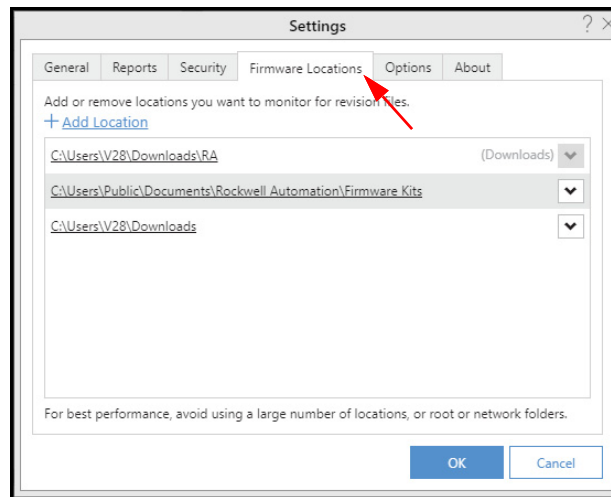 Settings
? ×
General Reports Security Firmware Locations Options About
Add or remove locations you want to monitor for revision files.
+ Add Location
C:\Users\V28\Downloads\RA (Downloads)
C:\Users\Public\Documents\Rockwell Automation\Firmware Kits
C:\Users\V28\Downloads
For best performance, avoid using a large number of locations, or root or network folders.
OK Cancel